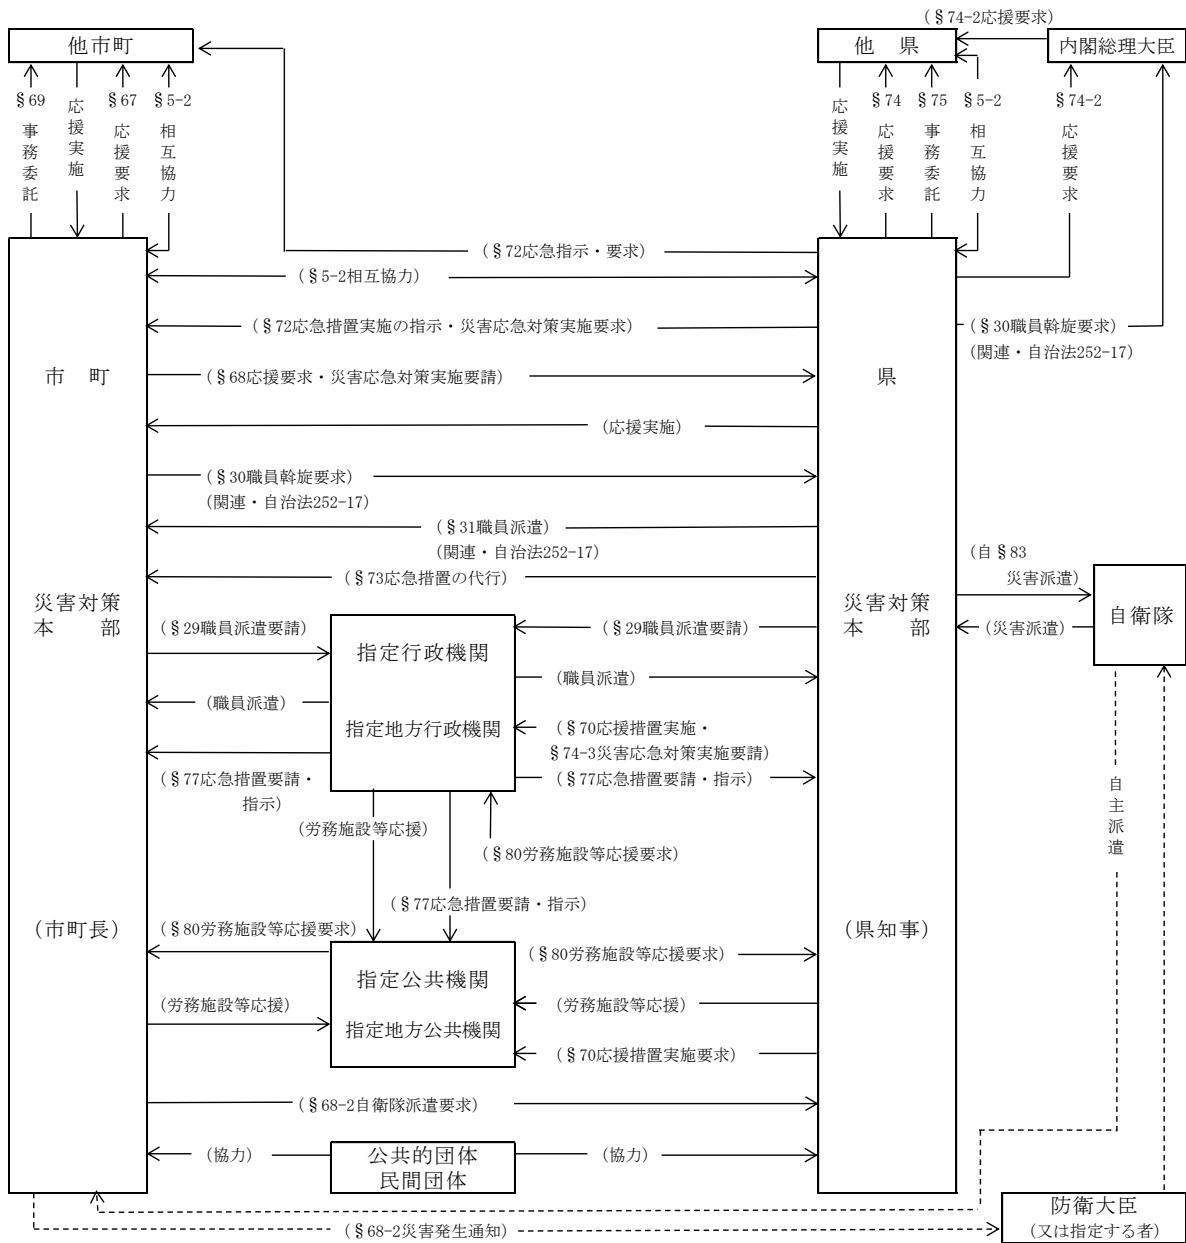 (§74-2応援要求)
他市町
他　県
内閣総理大臣
§69
事務委託
応援実施
§67
応援要求
§5-2
相互協力
応援実施
§74
応援要求
§75
事務委託
§5-2
相互協力
§74-2
応援要求
(§72応急指示・要求)
(§5-2相互協力)
(§72応急措置実施の指示・災害応急対策実施要求)
(§30職員斡旋要求)
(関連・自治法252-17)
市　町
(§68応援要求・災害応急対策実施要請)
県
(応援実施)
(§30職員斡旋要求)
(関連・自治法252-17)
(§31職員派遣)
(関連・自治法252-17)
(自§83
災害派遣)
(§73応急措置の代行)
災害対策
本　　部
災害対策
本　　部
自衛隊
(§29職員派遣要請)
(§29職員派遣要請)
(災害派遣)
指定行政機関
(職員派遣)
(職員派遣)
指定地方行政機関
(§70応援措置実施・
§74-3災害応急対策実施要請)
(§77応急措置要請・
指示)
(§77応急措置要請・指示)
自主派遣
(労務施設等応援)
(§80労務施設等応援要求)
(§77応急措置要請・指示)
(市町長)
(§80労務施設等応援要求)
(県知事)
(§80労務施設等応援要求)
指定公共機関
(労務施設等応援)
(労務施設等応援)
指定地方公共機関
(§70応援措置実施要求)
(§68-2自衛隊派遣要求)
(協力)
公共的団体
民間団体
(協力)
防衛大臣
(又は指定する者)
(§68-2災害発生通知)